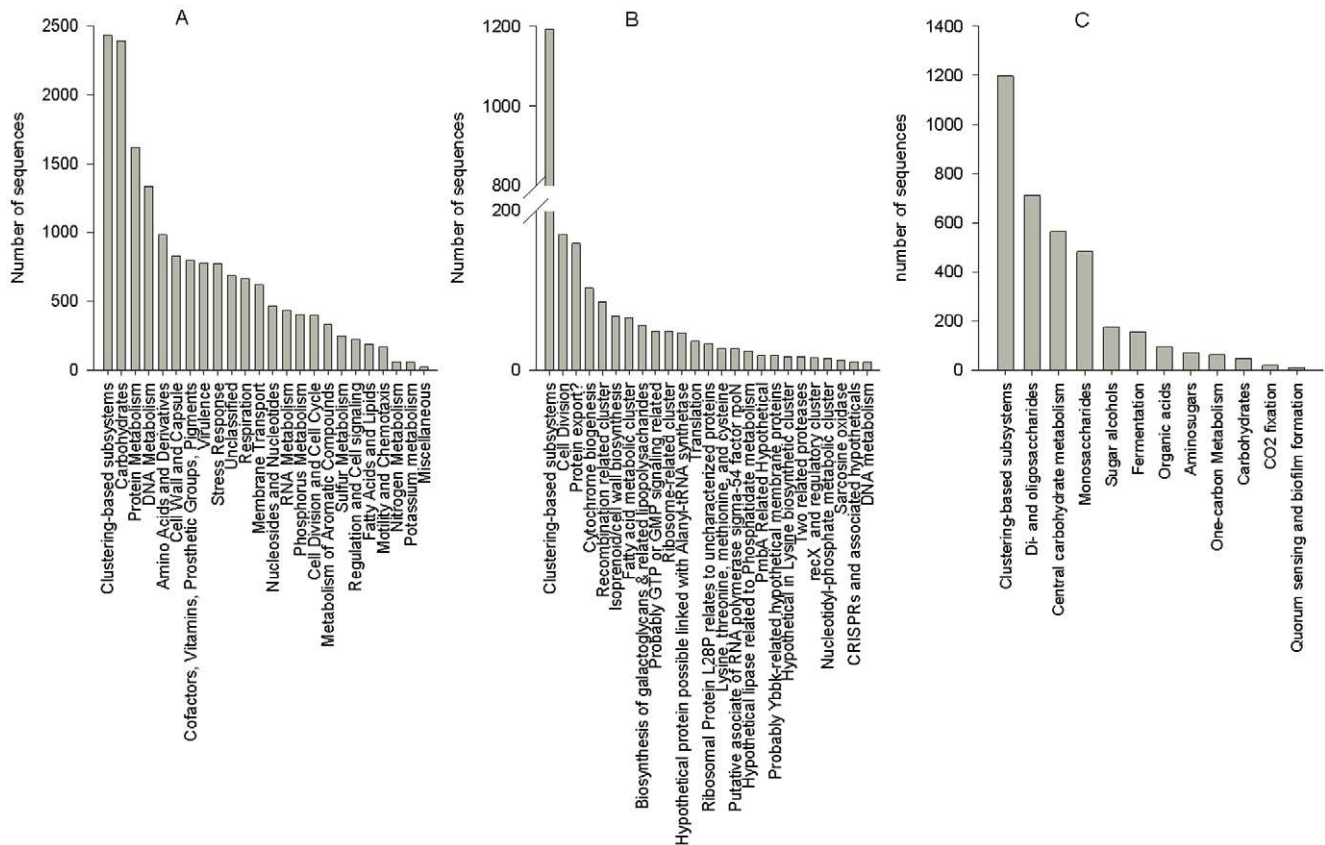 A
Number of sequences
2500
2000
1500
1000
500
0
Clustering-based subsystems
Carbohydrates
Protein Metabolism
DNA Metabolism
Amino Acids and Derivatives
Cell Wall and Capsule
Cofactors, Vitamins, Prosthetic Groups, Pigments
Virulence
Stress Response
Unclassified
Respiration
Membrane Transport
Nucleosides and Nucleotides
RNA Metabolism
Phosphorus Metabolism
Cell Division and Cell Cycle
Metabolism of Aromatic Compounds
Sulfur Metabolism
Regulation and Cell signaling
Fatty Acids and Lipids
Motility and Chemotaxis
Nitrogen Metabolism
Potassium metabolism
Miscellaneous
B
Number of sequences
1200
1000
800
200
0
Clustering-based subsystems
Cell Division
Protein export?
Cytochrome biogenesis
Recombination related cluster
Isoprenoid/cell wall biosynthesis
Fatty acid metabolic cluster
Biosynthesis of galactoglycans & related lipopolysacharides
Probably GTP or GMP signaling related
Ribosome-related cluster
Hypothetical protein possible linked with Alanyl-tRNA synthetase
Translation
Ribosomal Protein L28P relates to uncharacterized proteins
Lysine, threonine, methionine, and cysteine
Putative asociate of RNA polymerase sigma-54 factor rpoN
Hypothetical lipase related to Phosphatidate metabolism
PmbA Related Hypothetical
Probably Ybbk-related hypothetical membrane proteins
Hypothetical in Lysine biosynthetic cluster
Two related proteases
recX and regulatory cluster
Nucleotidyl-phosphate metabolic cluster
Sarcosine oxidase
CRISPRs and associated hypotheticals
DNA metabolism
C
number of sequences
1400
1200
1000
800
600
400
200
0
Clustering-based subsystems
Di- and oligosaccharides
Central carbohydrate metabolism
Monosaccharides
Sugar alcohols
Fermentation
Organic acids
Aminosugars
One-carbon Metabolism
Carbohydrates
CO2 fixation
Quorum sensing and biofilm formation